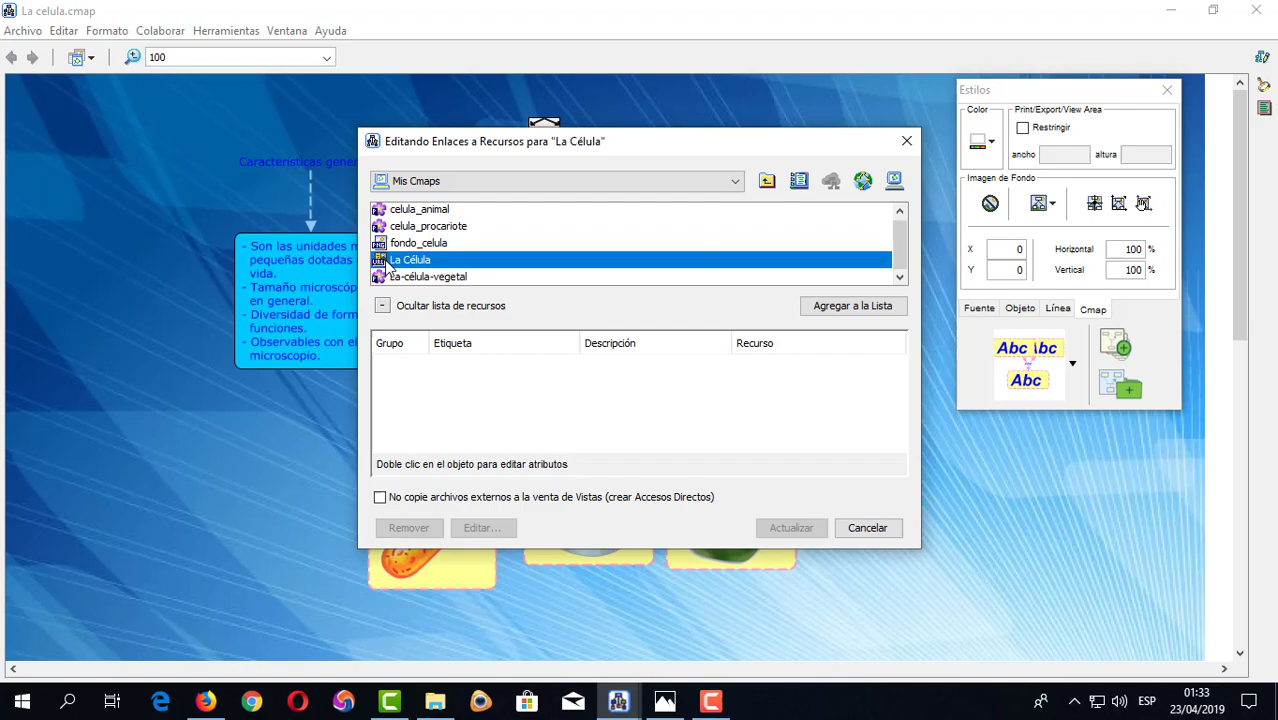 La celula.cmap
Archivo Editar Formato Colaborar Herramientas Ventana Ayuda
100
Estilos
Color
Print/Export/View Area
Restringir
ancho
altura
Imagen de Fondo
X 0 Horizontal 100 %
Y 0 Vertical 100 %
Fuente Objeto Línea Cmap
Abc Abc
Abc
Características gener
- Son las unidades m
pequeñas dotadas d
vida.
- Tamaño microscóp
en general.
- Diversidad de form
funciones.
- Observables con el
microscopio.
Editando Enlaces a Recursos para "La Célula"
Mis Cmaps
celula_animal
celula_procariote
fondo_celula
La Célula
La-célula-vegetal
- Ocultar lista de recursos
Agregar a la Lista
Grupo Etiqueta Descripción Recurso
Doble clic en el objeto para editar atributos
No copie archivos externos a la venta de Vistas (crear Accesos Directos)
Remover Editar... Actualizar Cancelar
ESP
01:33
23/04/2019